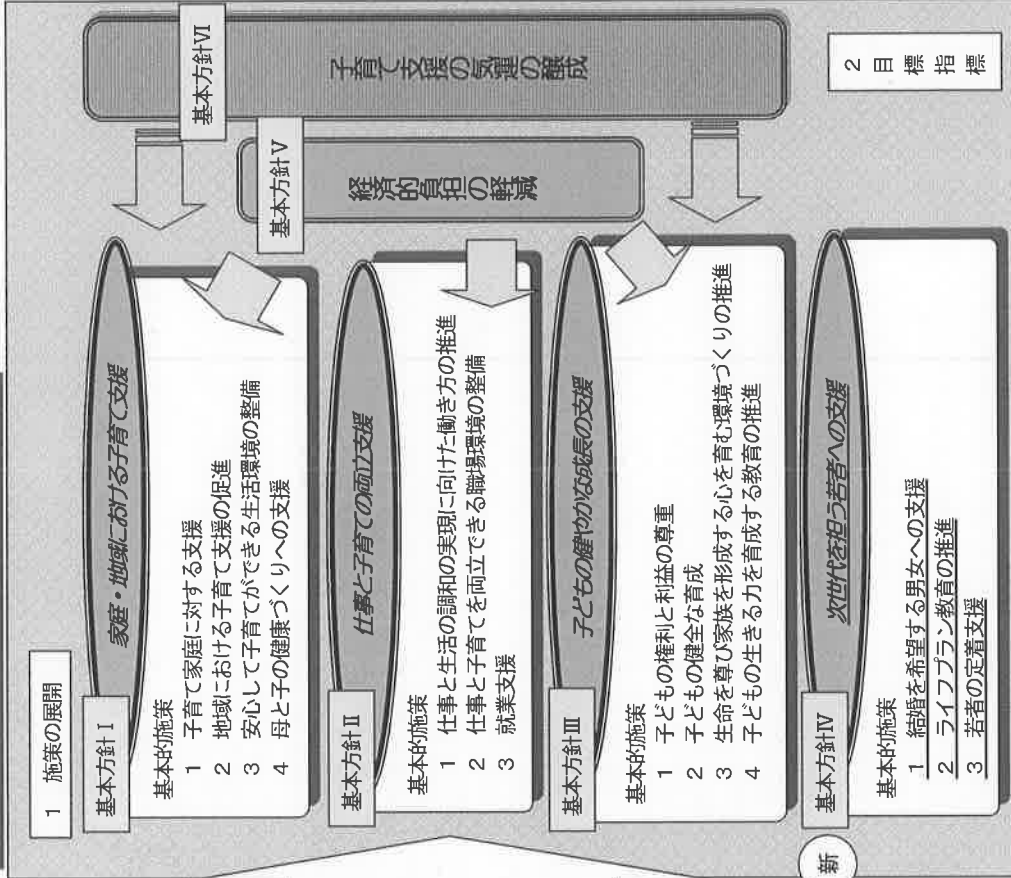 1 施策の展開
基本方針Ⅰ
家庭・地域における子育て支援
基本的施策
1 子育て家庭に対する支援
2 地域における子育て支援の促進
3 安心して子育てができる生活環境の整備
4 母と子の健康づくりへの支援
基本方針Ⅱ
仕事と子育ての両立支援
基本的施策
1 仕事と生活の調和の実現に向けた働き方の推進
2 仕事と子育てを両立できる職場環境の整備
3 就業支援
基本方針Ⅲ
子どもの健やかな成長の支援
基本的施策
1 子どもの権利と利益の尊重
2 子どもの健全な育成
3 生命を尊び家族を形成する心を育む環境づくりの推進
4 子どもの生きる力を育成する教育の推進
新
基本方針Ⅳ
次世代を担う若者への支援
基本的施策
1 結婚を希望する男女への支援
2 ライフプラン教育の推進
3 若者の定着支援
基本方針Ⅴ
経済的負担の軽減
基本方針Ⅵ
子育て支援の気運の醸成
2 目標指標